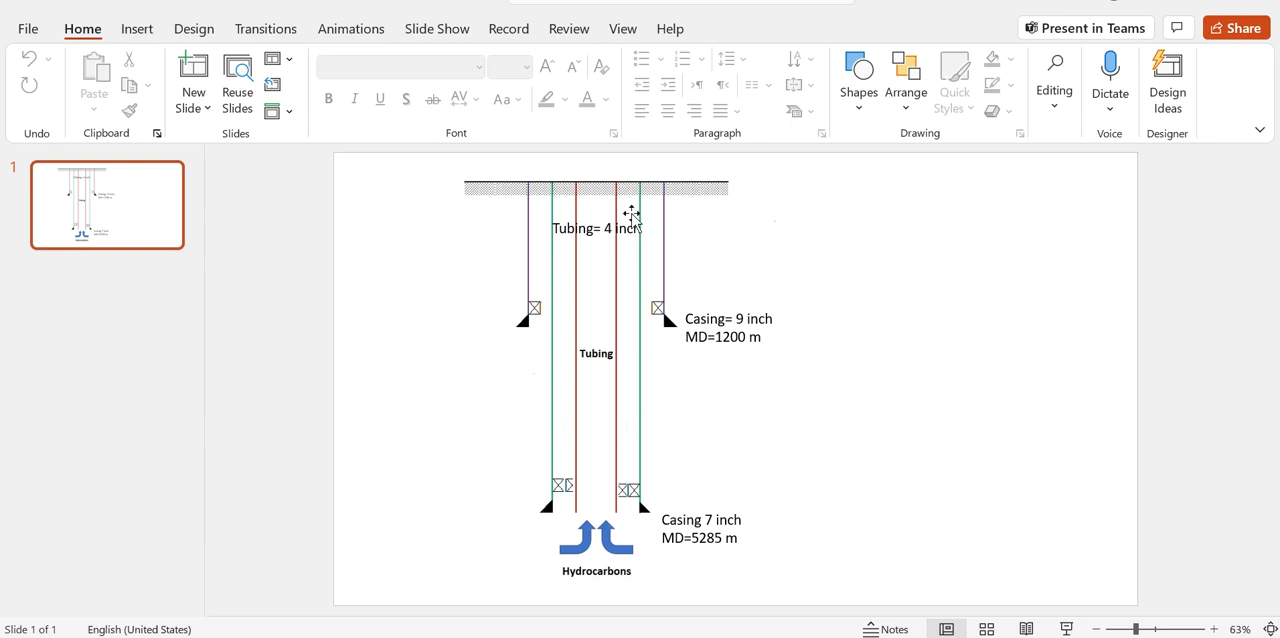 File Home Insert Design Transitions Animations Slide Show Record Review View Help
Present in Teams Share
Paste
New Slide
Reuse Slides
B I U S ab AV Aa A
Shapes Arrange Quick Styles
Editing
Dictate
Design Ideas
Undo Clipboard Slides Font Paragraph Drawing Voice Designer
1
Tubing= 4 inch
Casing= 9 inch
MD=1200 m
Tubing
Casing 7 inch
MD=5285 m
Hydrocarbons
Slide 1 of 1 English (United States) Notes 63%